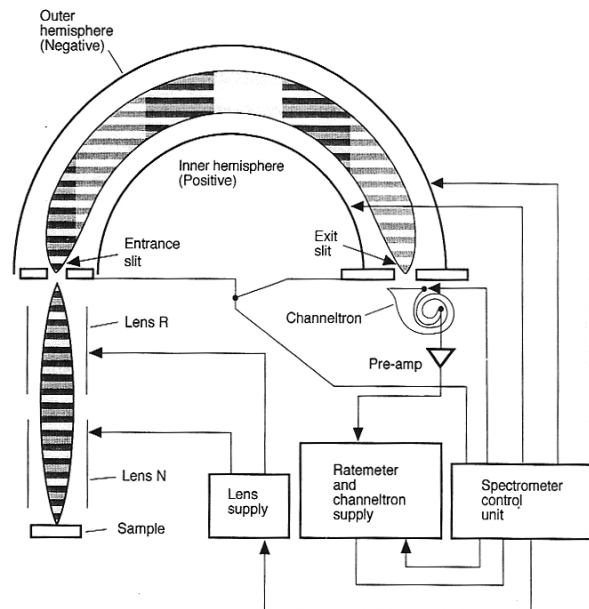 Outer
hemisphere
(Negative)
Inner hemisphere
(Positive)
Entrance
slit
Exit
slit
Lens R
Channeltron
Pre-amp
Lens N
Sample
Lens
supply
Ratemeter
and
channeltron
supply
Spectrometer
control
unit